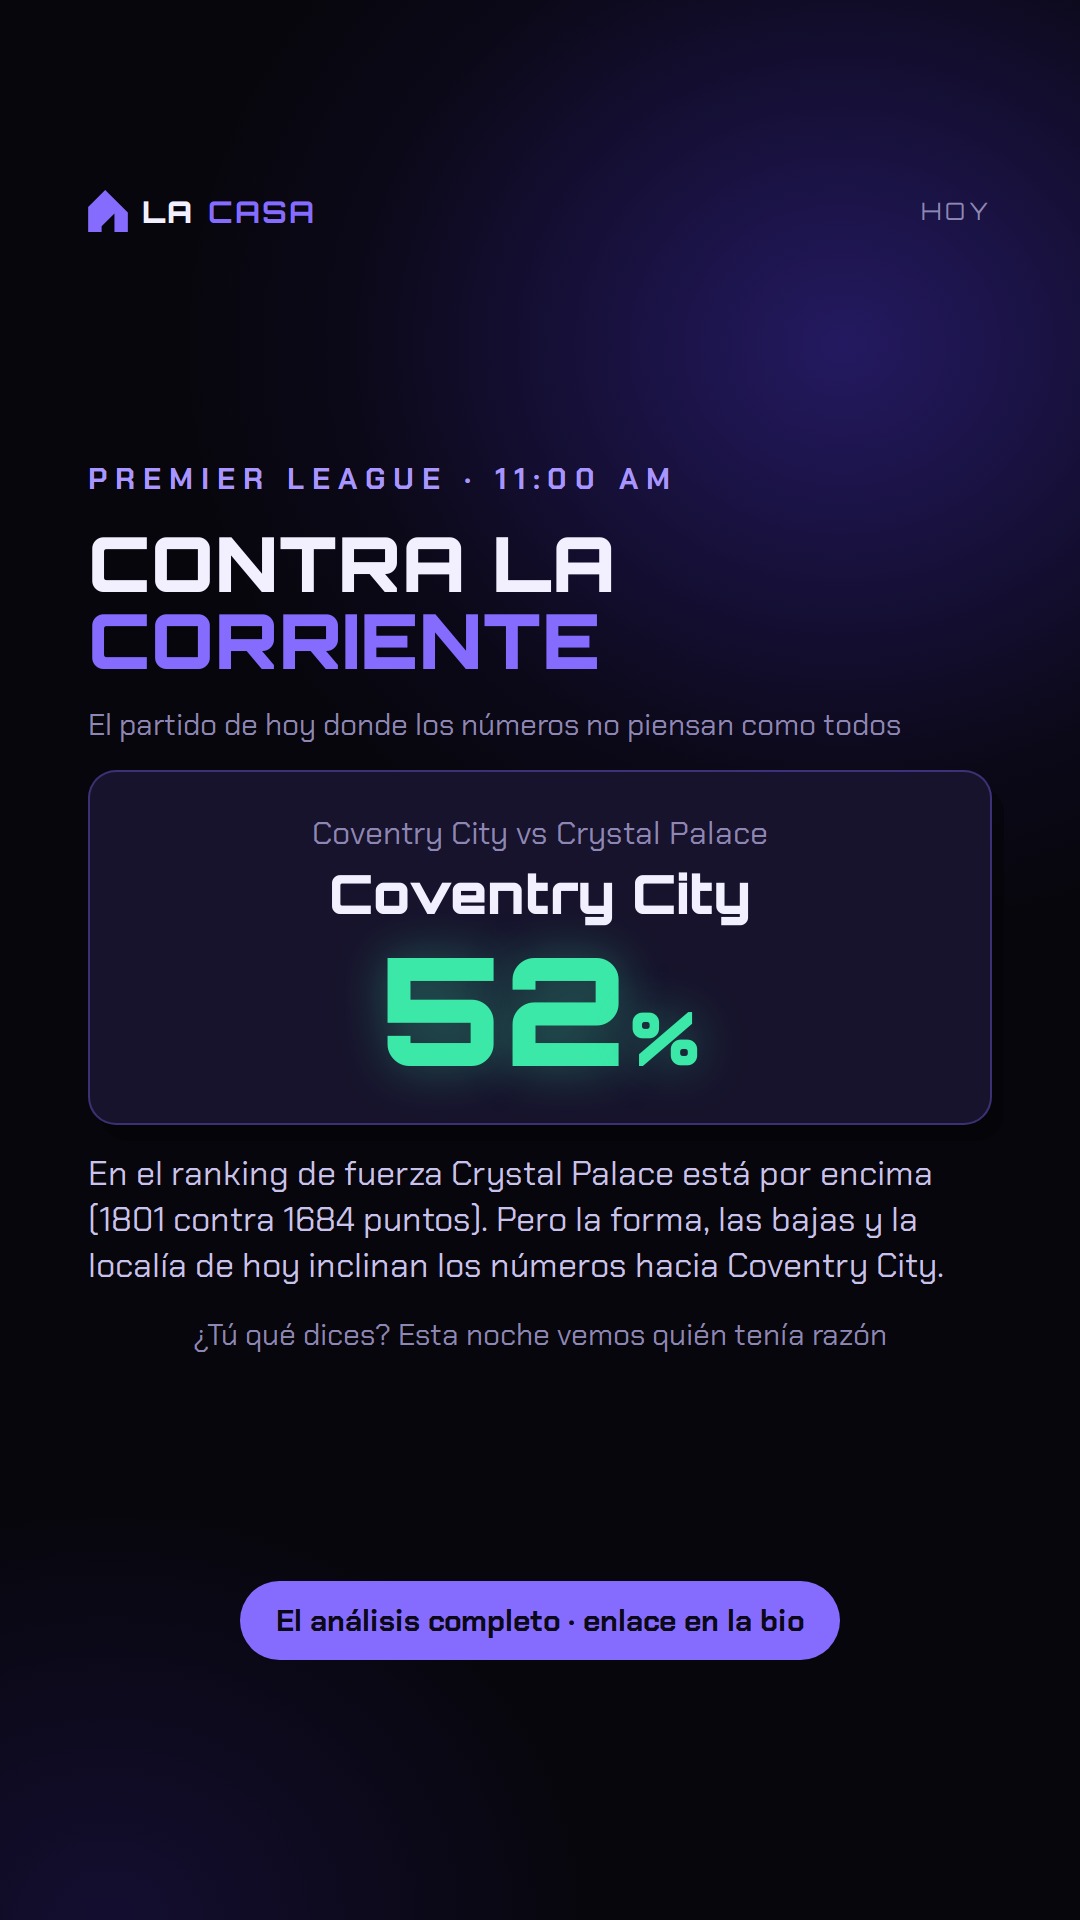 LA CASA
HOY
PREMIER LEAGUE · 11:00 AM
CONTRA LA
CORRIENTE
El partido de hoy donde los números no piensan como todos
Coventry City vs Crystal Palace
Coventry City
52%
En el ranking de fuerza Crystal Palace está por encima
(1801 contra 1684 puntos). Pero la forma, las bajas y la
localía de hoy inclinan los números hacia Coventry City.
¿Tú qué dices? Esta noche vemos quién tenía razón
El análisis completo · enlace en la bio